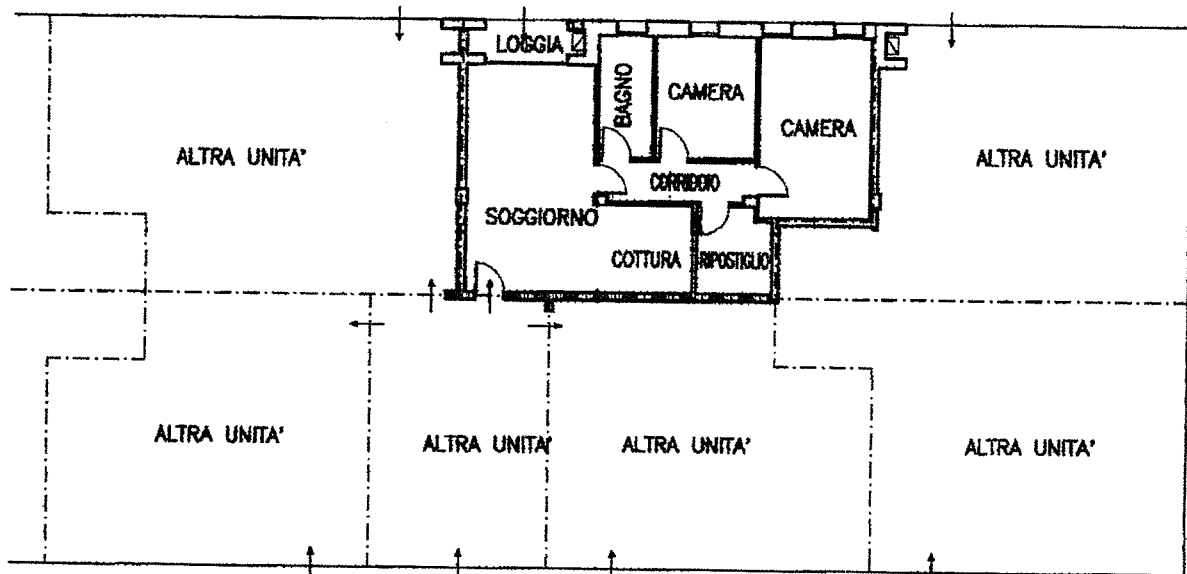 LOGGIA
BAGNO
CAMERA
CAMERA
ALTRA UNITA'
ALTRA UNITA'
CORRIDOIO
SOGGIORNO
COTTURA
RIPOSTIGLIO
ALTRA UNITA'
ALTRA UNITA'
ALTRA UNITA'
ALTRA UNITA'